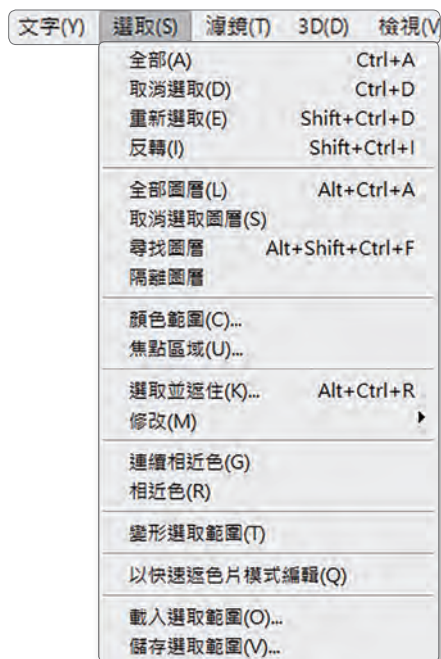 文字(Y) 選取(S) 濾鏡(T) 3D(D) 檢視(V
全部(A) Ctrl+A
取消選取(D) Ctrl+D
重新選取(E) Shift+Ctrl+D
反轉(I) Shift+Ctrl+I
全部圖層(L) Alt+Ctrl+A
取消選取圖層(S)
尋找圖層 Alt+Shift+Ctrl+F
隔離圖層
顏色範圍(C)...
焦點區域(U)...
選取並遮住(K)... Alt+Ctrl+R
修改(M)
連續相近色(G)
相近色(R)
變形選取範圍(T)
以快速遮色片模式編輯(Q)
載入選取範圍(O)...
儲存選取範圍(V)...